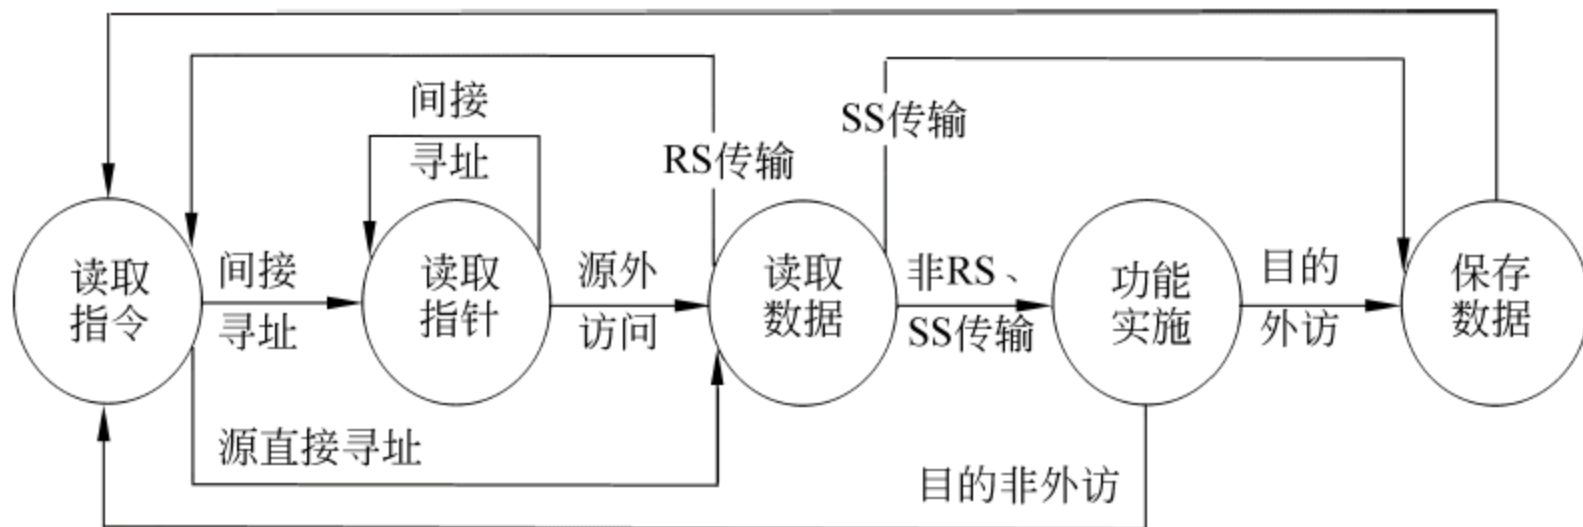 间接
寻址
RS传输
SS传输
读取
指令
间接
寻址
读取
指针
源外
访问
读取
数据
非RS、
SS传输
功能
实施
目的
外访
保存
数据
源直接寻址
目的非外访